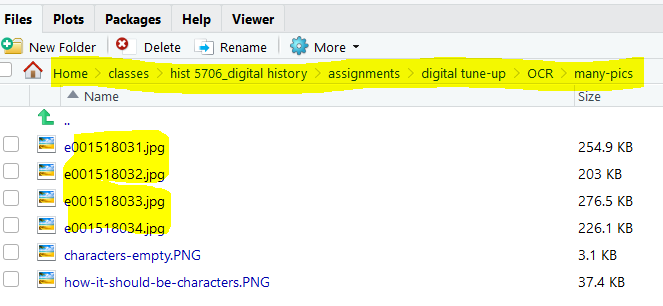 Files Plots Packages Help Viewer
New Folder Delete Rename More
Home classes hist 5706_digital history assignments digital tune-up OCR many-pics
Name Size
..
e001518031.jpg 254.9 KB
e001518032.jpg 203 KB
e001518033.jpg 276.5 KB
e001518034.jpg 226.1 KB
characters-empty.PNG 3.1 KB
how-it-should-be-characters.PNG 37.4 KB